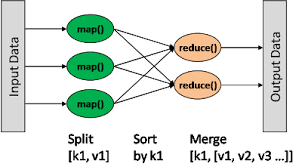 Input Data
map()
map()
map()
reduce()
reduce()
Output Data
Split
[k1, v1]
Sort
by k1
Merge
[k1, [v1, v2, v3 ...]]